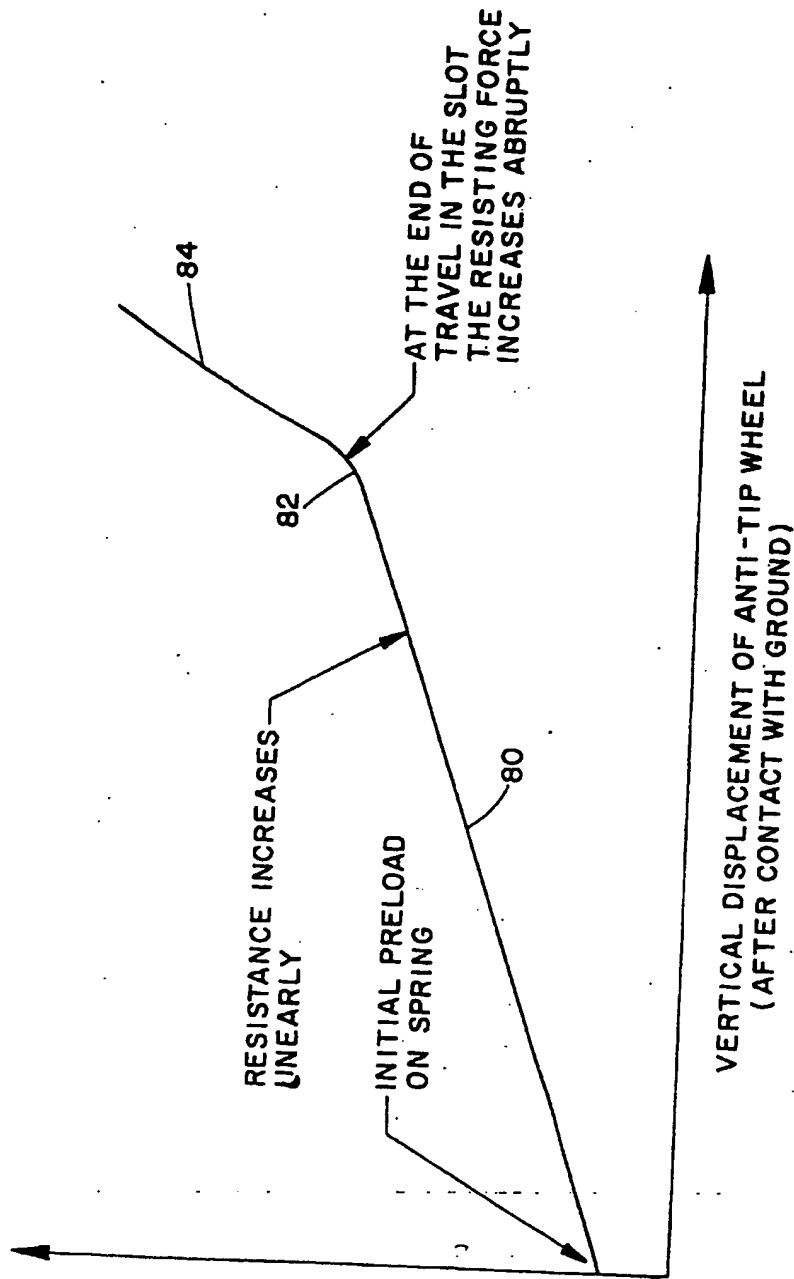 RESISTANCE INCREASES
LINEARLY
INITIAL PRELOAD
ON SPRING
80
82
84
AT THE END OF
TRAVEL IN THE SLOT
THE RESISTING FORCE
INCREASES ABRUPTLY
VERTICAL DISPLACEMENT OF ANTI-TIP WHEEL
(AFTER CONTACT WITH GROUND)